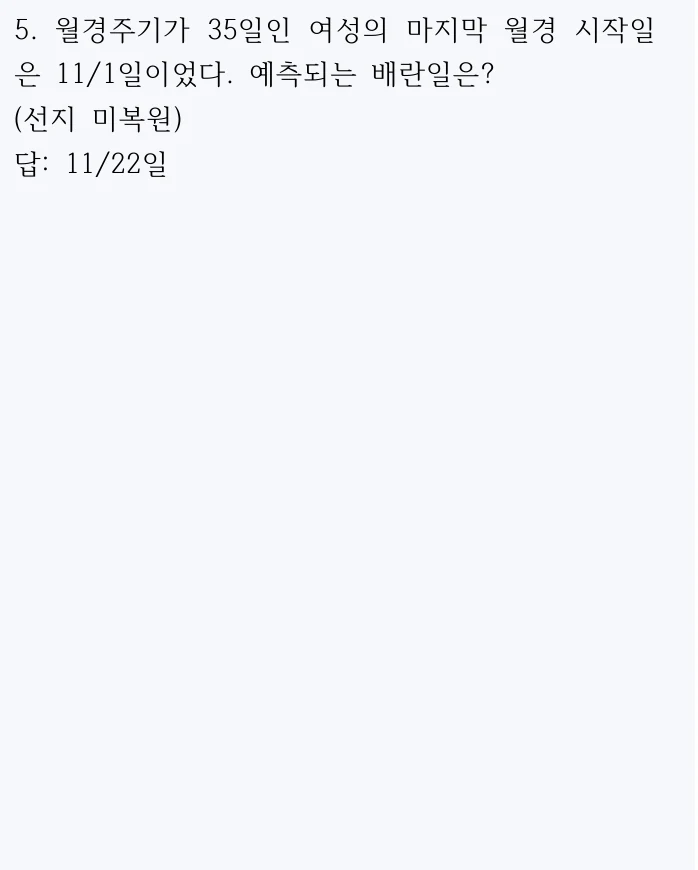 5. 월경주기가 35일인 여성의 마지막 월경 시작일
은 11/1일이었다. 예측되는 배란일은?
(선지 미복원)
답: 11/22일